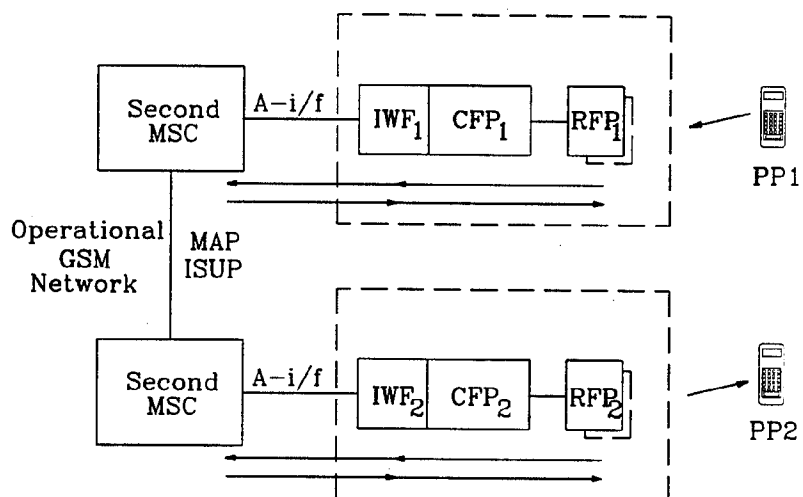 Second
MSC
A-i/f
IWF1
CFP1
RFP1
PP1
Operational
GSM
Network
MAP
ISUP
Second
MSC
A-i/f
IWF2
CFP2
RFP2
PP2